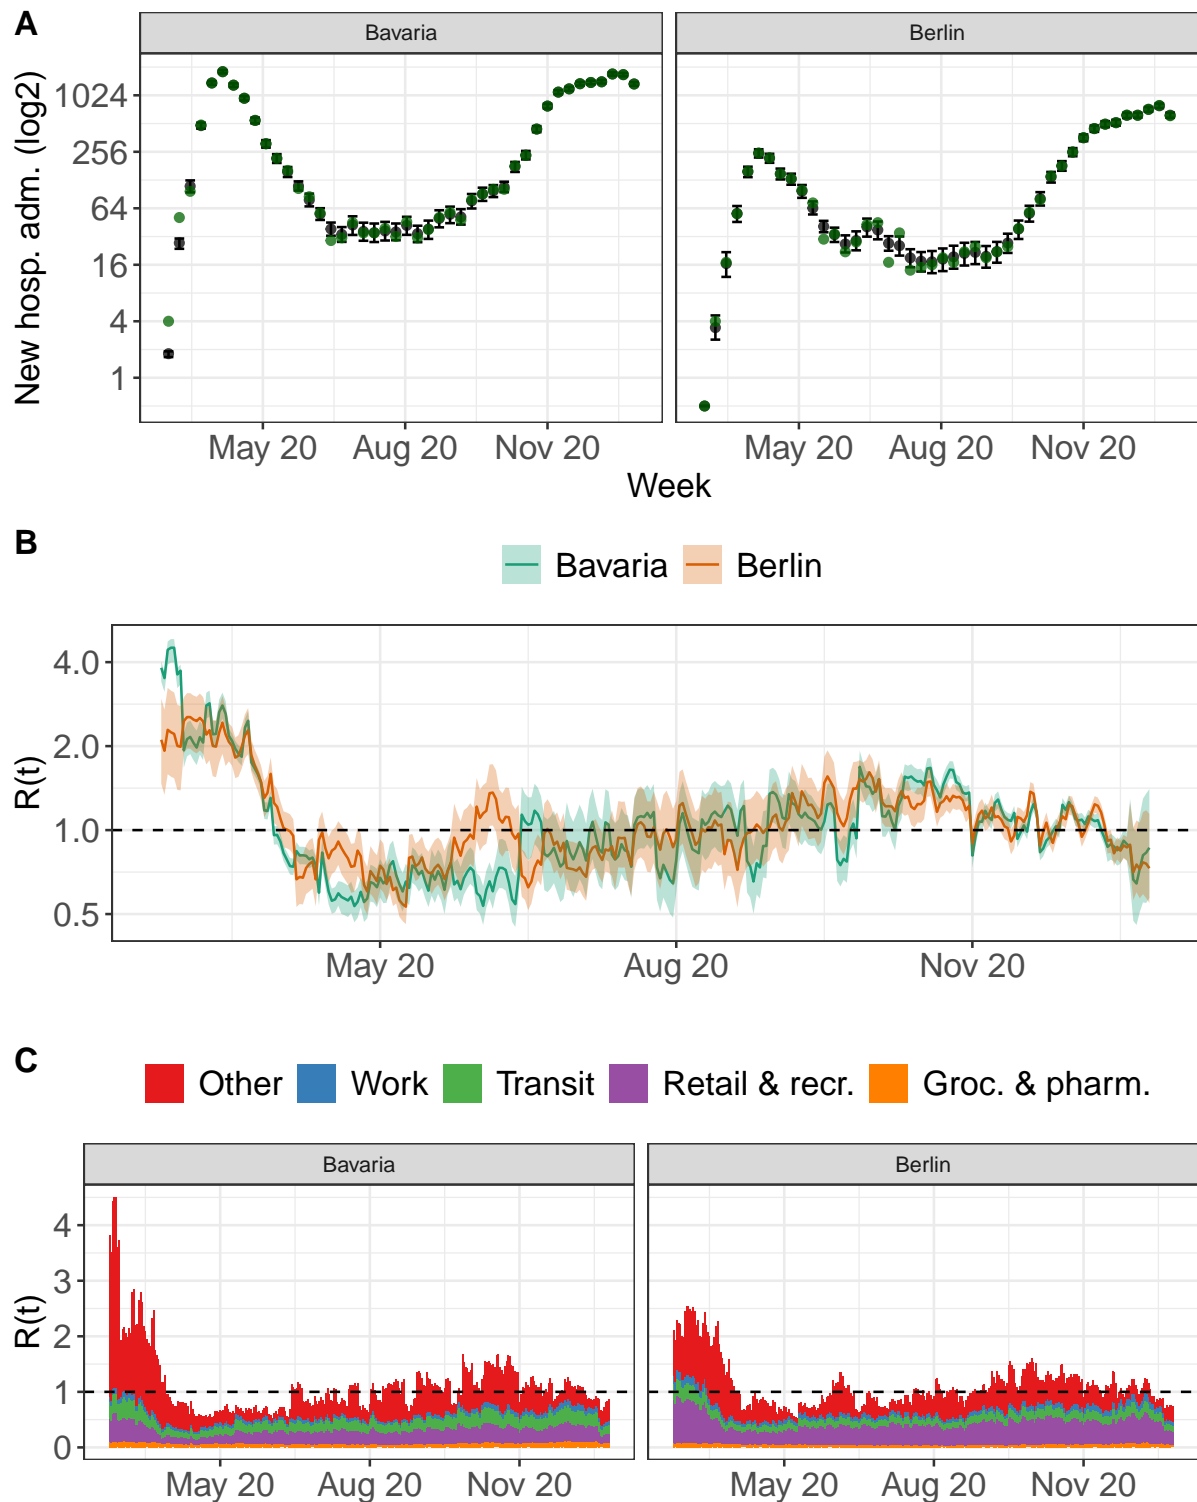 A
Bavaria
Berlin
New hosp. adm. (log2)
1024
256
64
16
4
1
May 20
Aug 20
Nov 20
May 20
Aug 20
Nov 20
Week
B
Bavaria
Berlin
R(t)
4.0
2.0
1.0
0.5
May 20
Aug 20
Nov 20
C
Other
Work
Transit
Retail & recr.
Groc. & pharm.
Bavaria
Berlin
R(t)
4
3
2
1
0
May 20
Aug 20
Nov 20
May 20
Aug 20
Nov 20